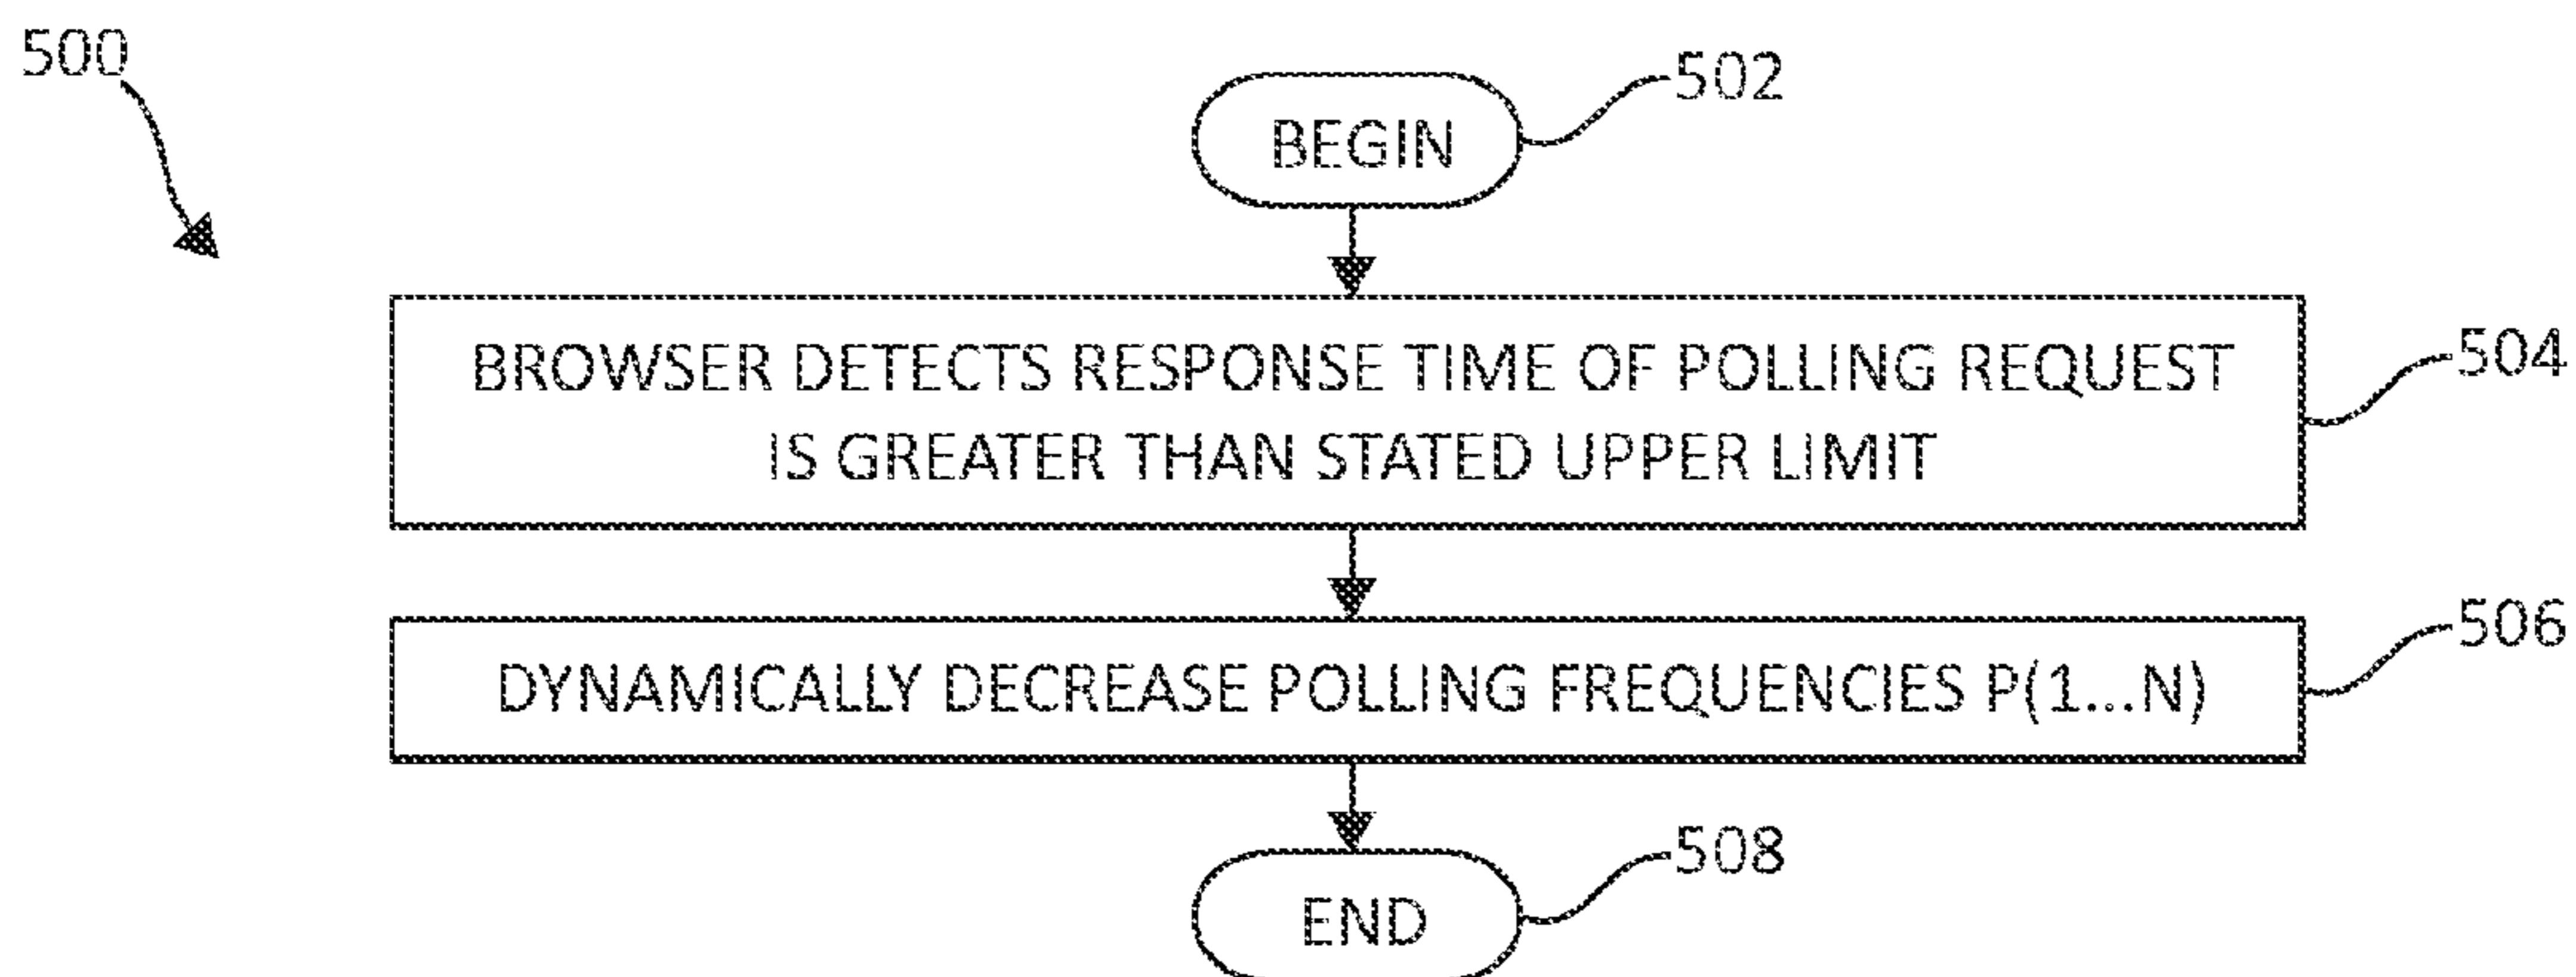 500
502
BEGIN
BROWSER DETECTS RESPONSE TIME OF POLLING REQUEST
IS GREATER THAN STATED UPPER LIMIT
504
DYNAMICALLY DECREASE POLLING FREQUENCIES P(1...N)
506
508
END